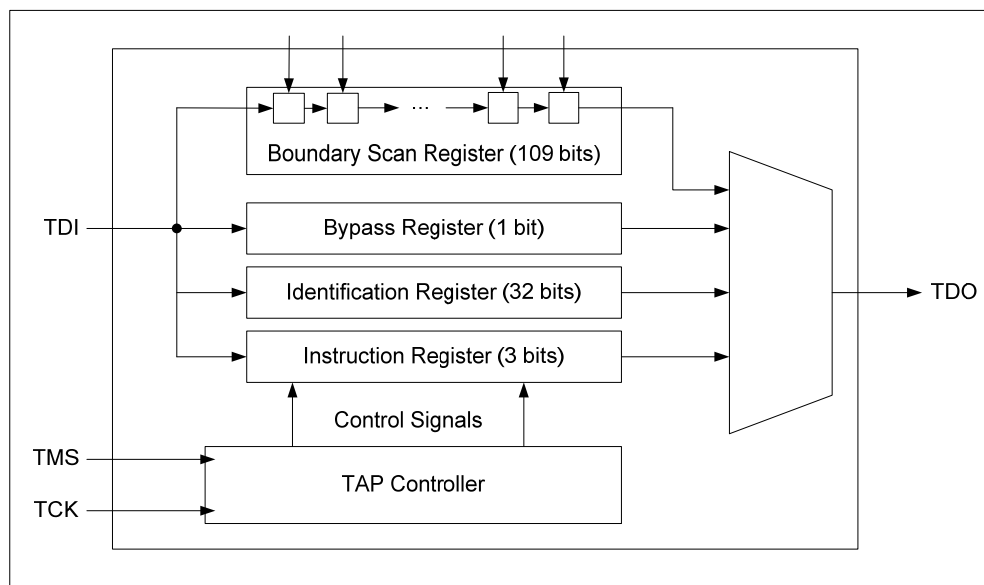 ...
Boundary Scan Register (109 bits)
TDI
Bypass Register (1 bit)
Identification Register (32 bits)
TDO
Instruction Register (3 bits)
Control Signals
TMS
TAP Controller
TCK